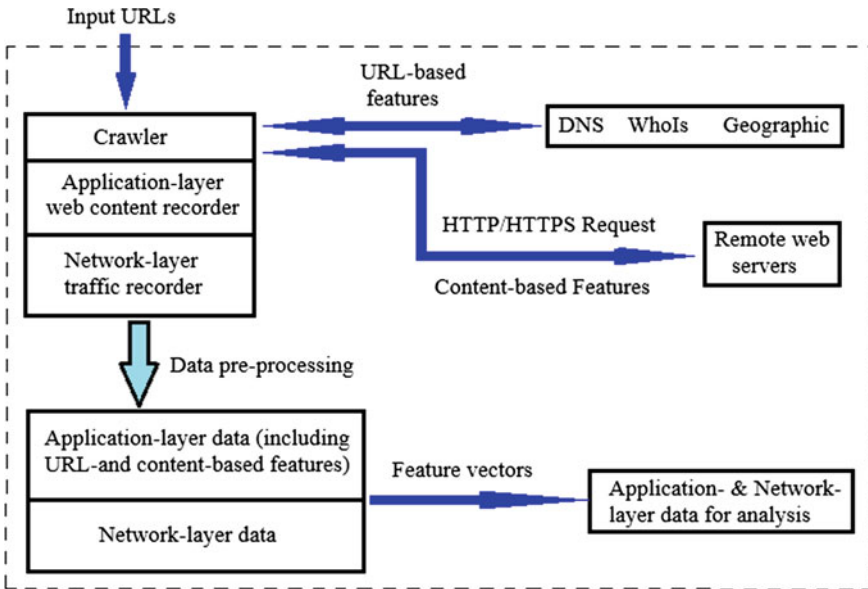 Input URLs
URL-based
features
Crawler
DNS WhoIs Geographic
Application-layer
web content recorder
HTTP/HTTPS Request
Remote web
servers
Network-layer
traffic recorder
Content-based Features
Data pre-processing
Application-layer data (including
URL-and content-based features)
Feature vectors
Application- & Network-
layer data for analysis
Network-layer data